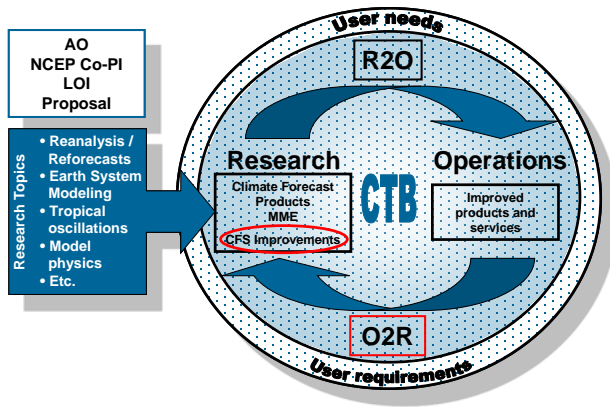 AO
NCEP Co-PI
LOI
Proposal
Research Topics
• Reanalysis /
Reforecasts
• Earth System
Modeling
• Tropical
oscillations
• Model
physics
• Etc.
User needs
R2O
Research
Climate Forecast
Products
MME
CFS Improvements
CTB
Operations
Improved
products and
services
O2R
User requirements